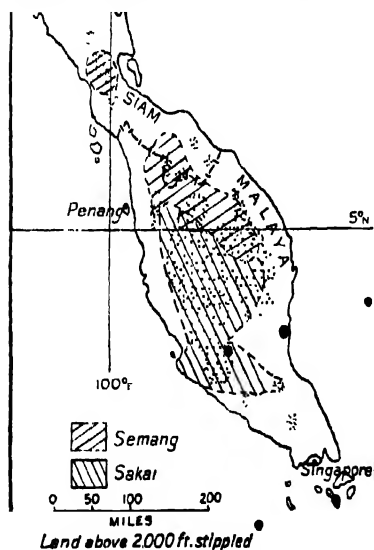 SIAM
MALAYA
Penang
5°N
100°E
Semang
Sakai
Singapore
0 50 100 200
MILES
Land above 2,000 ft. stippled